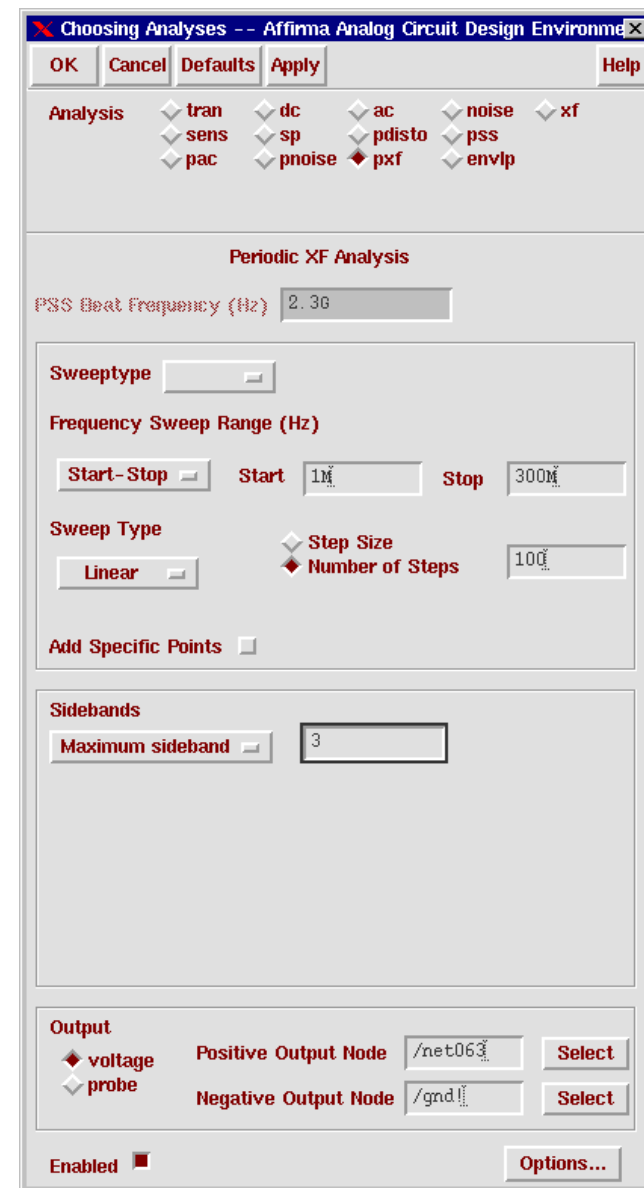 X Choosing Analyses -- Affirma Analog Circuit Design Environme X
OK Cancel Defaults Apply Help
Analysis tran dc ac noise xf
sens sp pdisto pss
pac pnoise pxf envlp
Periodic XF Analysis
PSS Beat Frequency (Hz) 2.3G
Sweeptype
Frequency Sweep Range (Hz)
Start-Stop Start 1M Stop 300M
Sweep Type
Step Size
Linear Number of Steps 100
Add Specific Points
Sidebands
Maximum sideband 3
Output
voltage Positive Output Node /net063 Select
probe
Negative Output Node /gnd! Select
Enabled Options...